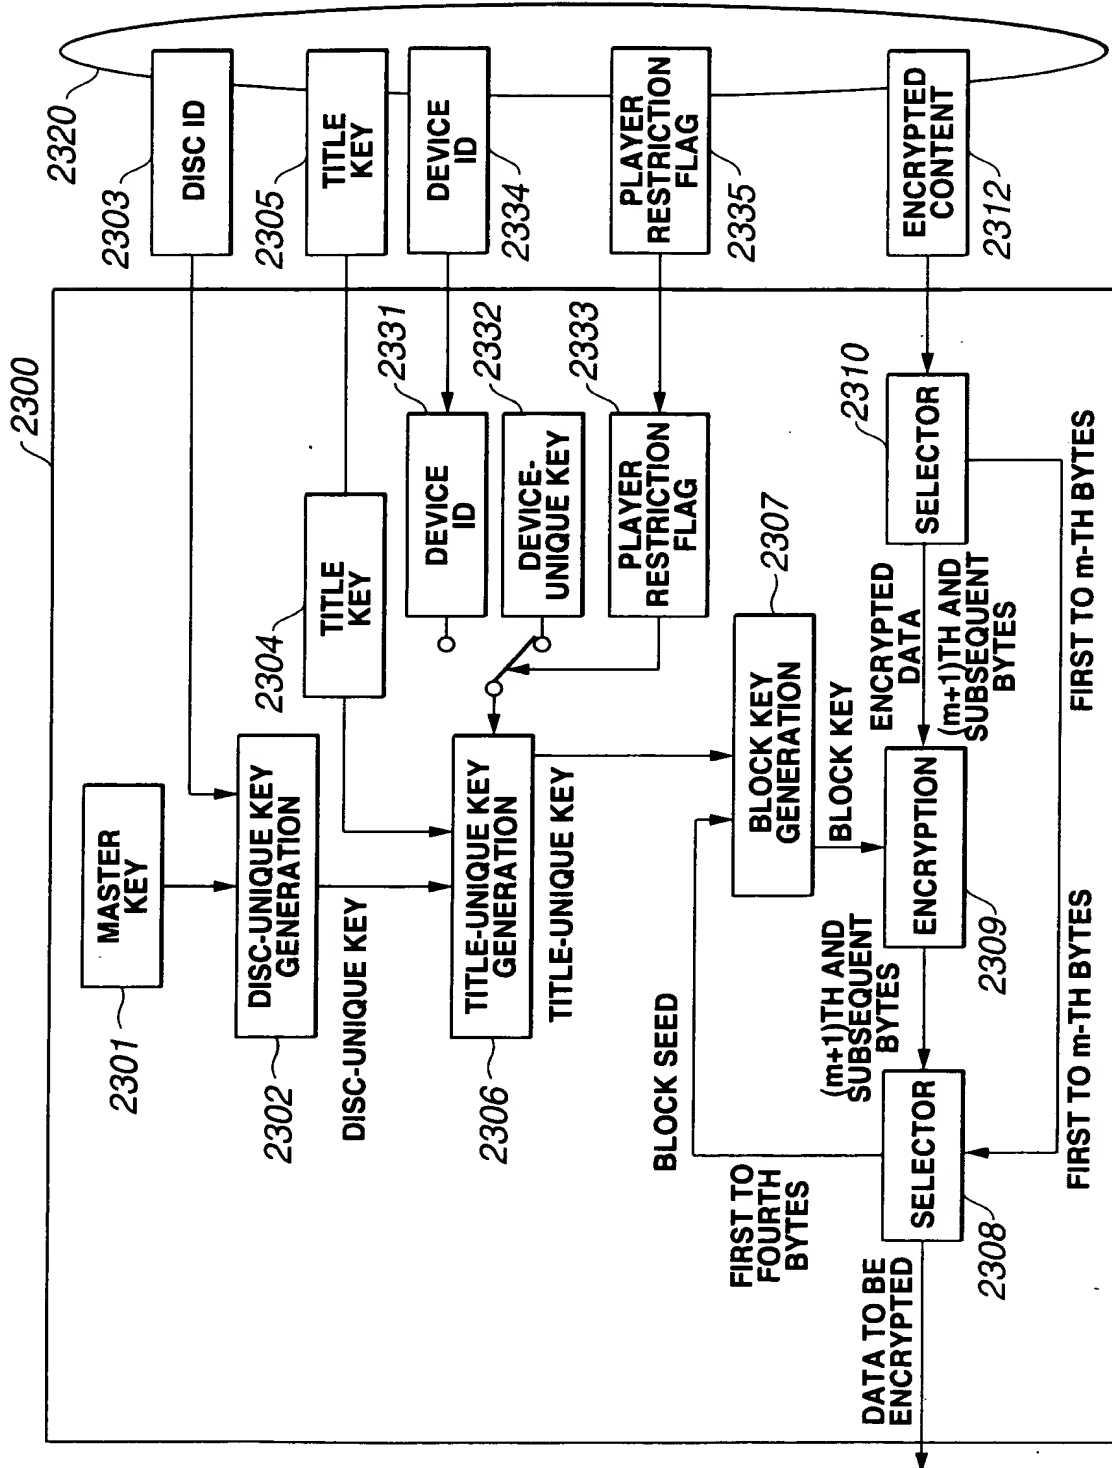 2300
2320
MASTER
KEY
2301
DISC-UNIQUE KEY
GENERATION
2302
DISC-UNIQUE KEY
DISC ID
2303
TITLE
KEY
2304
TITLE
KEY
2305
TITLE-UNIQUE KEY
GENERATION
2306
TITLE-UNIQUE KEY
DEVICE
ID
2331
DEVICE
ID
2334
DEVICE-
UNIQUE KEY
2332
PLAYER
RESTRICTION
FLAG
2333
PLAYER
RESTRICTION
FLAG
2335
BLOCK SEED
BLOCK KEY
GENERATION
2307
BLOCK KEY
FIRST TO
FOURTH
BYTES
DATA TO BE
ENCRYPTED
SELECTOR
2308
(m+1)TH AND
SUBSEQUENT
BYTES
ENCRYPTION
2309
ENCRYPTED
DATA
(m+1)TH AND
SUBSEQUENT
BYTES
SELECTOR
2310
ENCRYPTED
CONTENT
2312
FIRST TO m-TH BYTES
FIRST TO m-TH BYTES